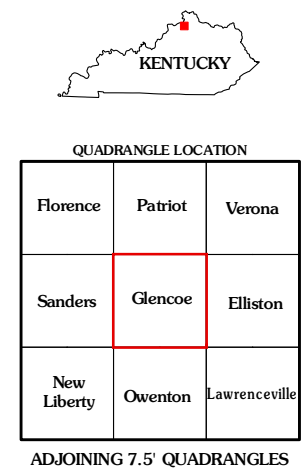 KENTUCKY
QUADRANGLE LOCATION
Florence
Patriot
Verona
Sanders
Glencoe
Elliston
New
Liberty
Owenton
Lawrenceville
ADJOINING 7.5' QUADRANGLES